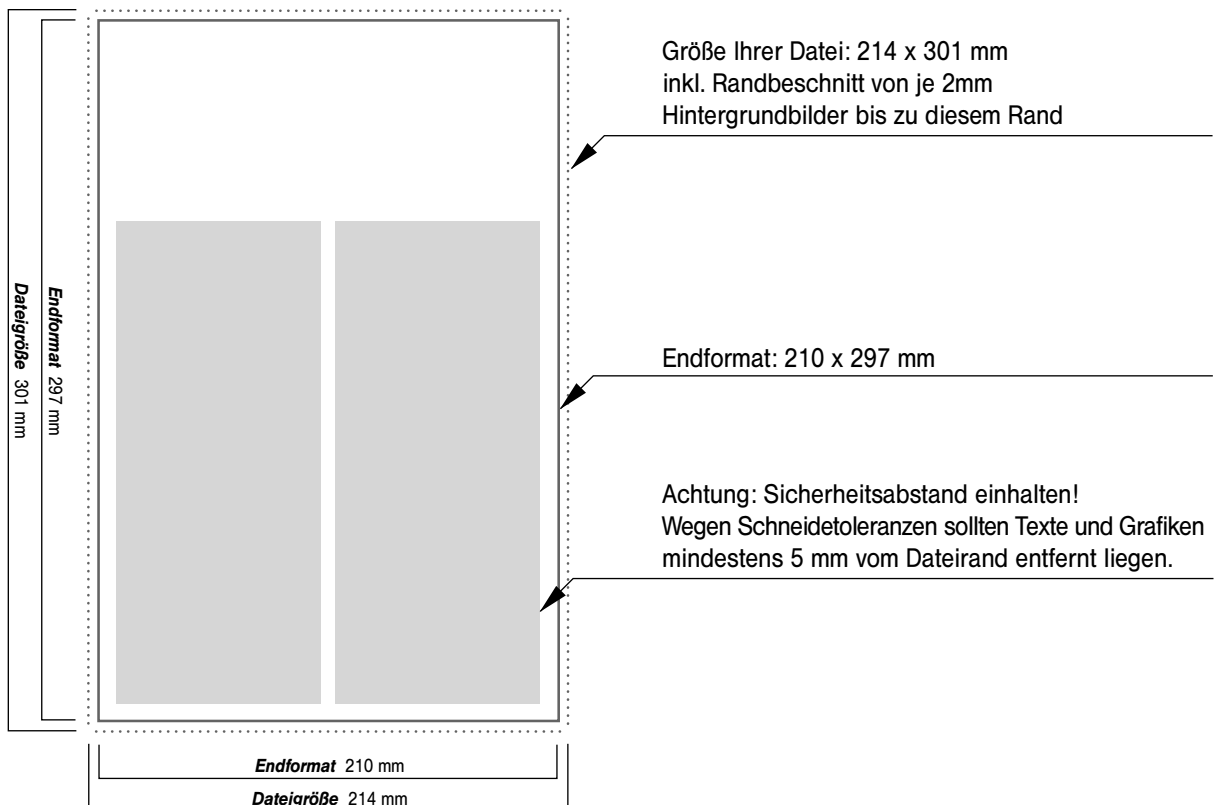 Größe Ihrer Datei: 214 x 301 mm
inkl. Randbeschnitt von je 2mm
Hintergrundbilder bis zu diesem Rand
Endformat: 210 x 297 mm
Achtung: Sicherheitsabstand einhalten!
Wegen Schneidetoleranzen sollten Texte und Grafiken
mindestens 5 mm vom Dateirand entfernt liegen.
Dateigröße 301 mm
Endformat 297 mm
Endformat 210 mm
Dateigröße 214 mm